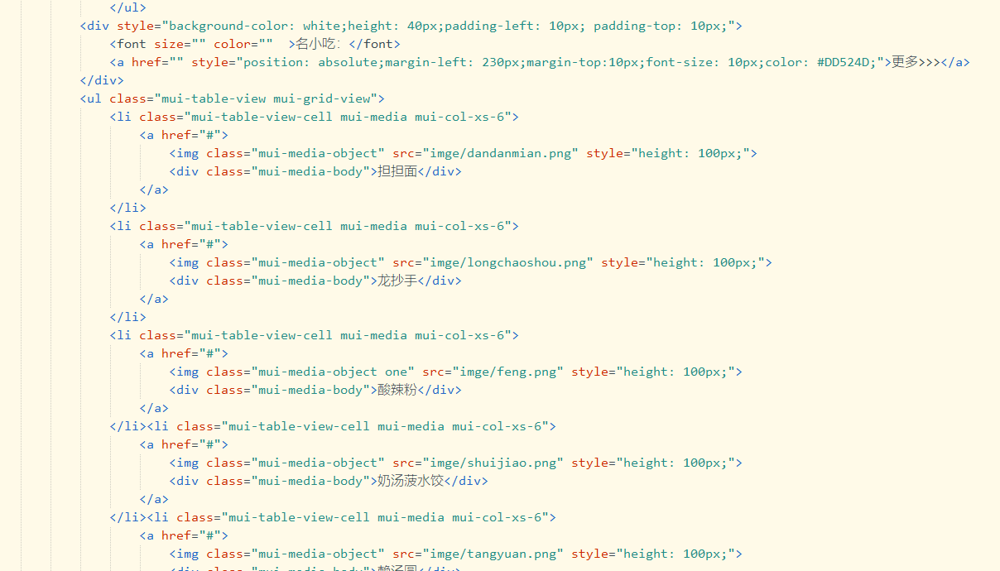 </ul>
<div style="background-color: white;height: 40px;padding-left: 10px; padding-top: 10px;">
<font size="" color=""  >名小吃：</font>
<a href="" style="position: absolute;margin-left: 230px;margin-top:10px;font-size: 10px;color: #DD524D;">更多>>></a>
</div>
<ul class="mui-table-view mui-grid-view">
<li class="mui-table-view-cell mui-media mui-col-xs-6">
<a href="#">
<img class="mui-media-object" src="imge/dandanmian.png" style="height: 100px;">
<div class="mui-media-body">担担面</div>
</a>
</li>
<li class="mui-table-view-cell mui-media mui-col-xs-6">
<a href="#">
<img class="mui-media-object" src="imge/longchaoshou.png" style="height: 100px;">
<div class="mui-media-body">龙抄手</div>
</a>
</li>
<li class="mui-table-view-cell mui-media mui-col-xs-6">
<a href="#">
<img class="mui-media-object one" src="imge/feng.png" style="height: 100px;">
<div class="mui-media-body">酸辣粉</div>
</a>
</li><li class="mui-table-view-cell mui-media mui-col-xs-6">
<a href="#">
<img class="mui-media-object" src="imge/shuijiao.png" style="height: 100px;">
<div class="mui-media-body">奶汤菠水饺</div>
</a>
</li><li class="mui-table-view-cell mui-media mui-col-xs-6">
<a href="#">
<img class="mui-media-object" src="imge/tangyuan.png" style="height: 100px;">
<div class="mui-media-body">赖汤圆</div>